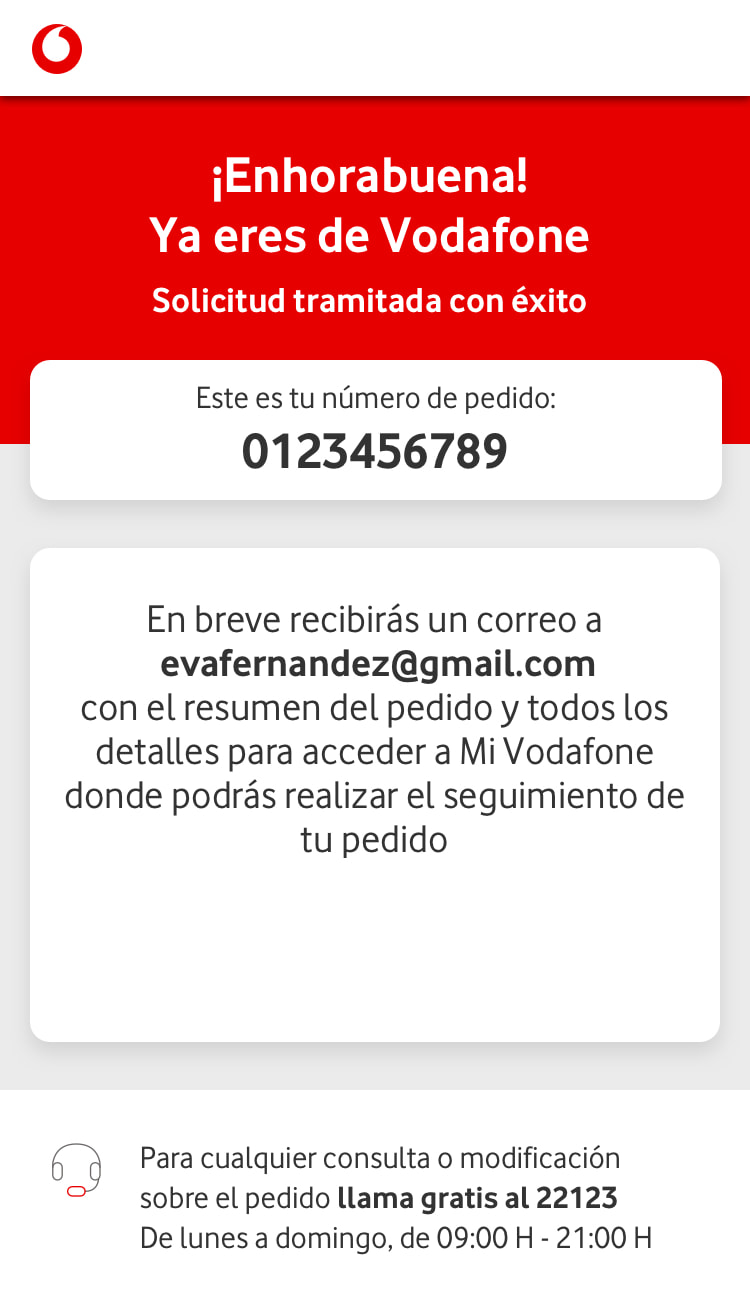 ¡Enhorabuena!
Ya eres de Vodafone
Solicitud tramitada con éxito
Este es tu número de pedido:
0123456789
En breve recibirás un correo a
evafernandez@gmail.com
con el resumen del pedido y todos los
detalles para acceder a Mi Vodafone
donde podrás realizar el seguimiento de
tu pedido
Para cualquier consulta o modificación
sobre el pedido llama gratis al 22123
De lunes a domingo, de 09:00 H - 21:00 H